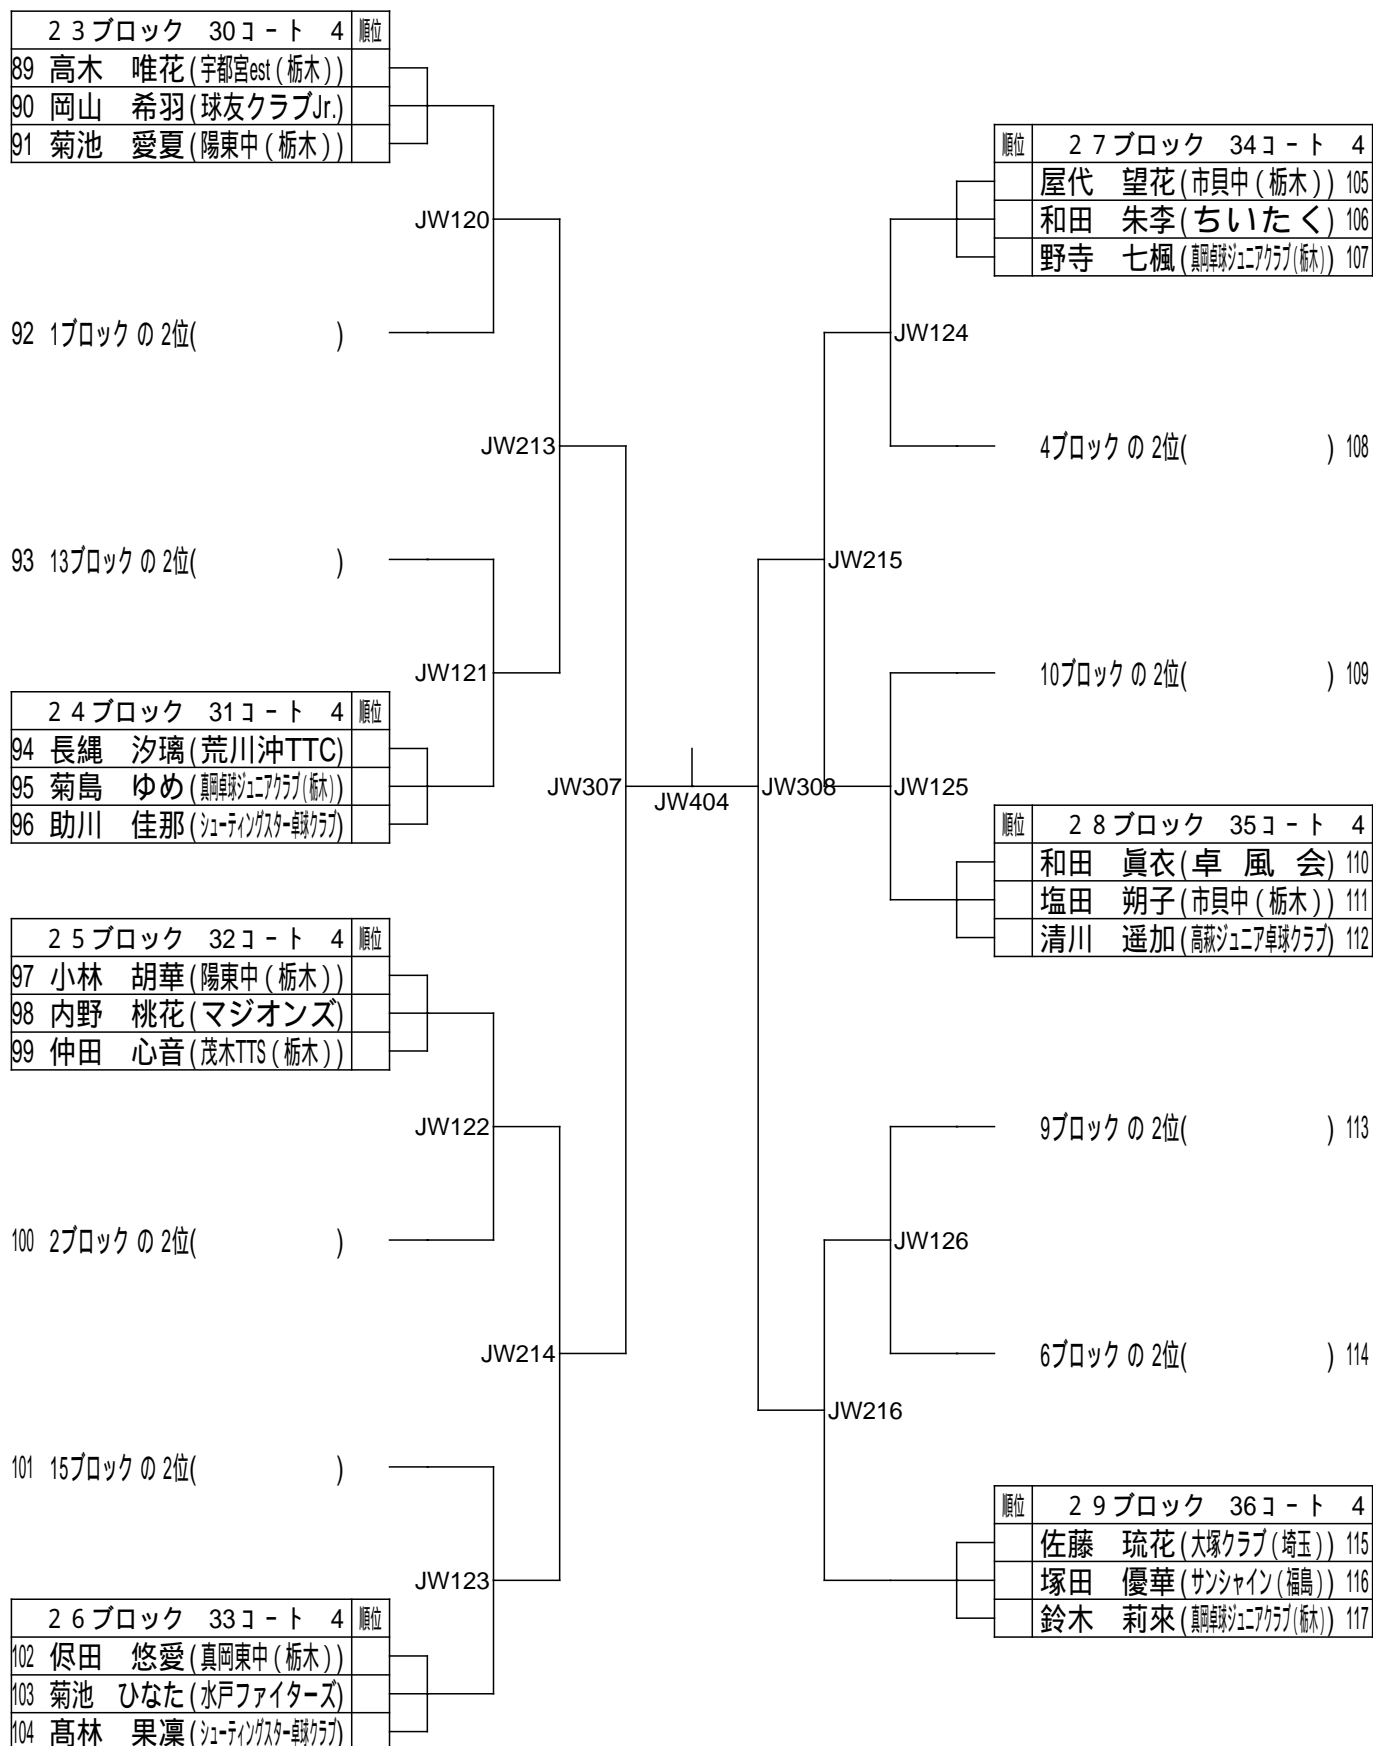 ２３ブロック　30コート　4 順位
89 高木　唯花(宇都宮est（栃木）)
90 岡山　希羽(球友クラブJr.)
91 菊池　愛夏(陽東中（栃木）)
JW120
92 1ブロック の 2位(　　　　)
JW213
93 13ブロック の 2位(　　　　)
JW121
２４ブロック　31コート　4 順位
94 長縄　汐璃(荒川沖TTC)
95 菊島　ゆめ(真岡卓球ジュニアクラブ(栃木))
96 助川　佳那(シューティングスター卓球クラブ)
JW307
２５ブロック　32コート　4 順位
97 小林　胡華(陽東中（栃木）)
98 内野　桃花(マジオンズ)
99 仲田　心音(茂木TTS（栃木）)
JW122
100 2ブロック の 2位(　　　　)
JW214
101 15ブロック の 2位(　　　　)
JW123
２６ブロック　33コート　4 順位
102 俣田　悠愛(真岡東中（栃木）)
103 菊池　ひなた(水戸ファイターズ)
104 髙林　果凜(シューティングスター卓球クラブ)
JW404
順位 ２７ブロック　34コート　4
屋代　望花(市貝中（栃木）) 105
和田　朱李(ちいたく) 106
野寺　七楓(真岡卓球ジュニアクラブ(栃木)) 107
JW124
4ブロック の 2位(　　　　) 108
JW215
10ブロック の 2位(　　　　) 109
JW308
JW125
順位 ２８ブロック　35コート　4
和田　眞衣(卓　風　会) 110
塩田　朔子(市貝中（栃木）) 111
清川　遥加(高萩ジュニア卓球クラブ) 112
9ブロック の 2位(　　　　) 113
JW126
6ブロック の 2位(　　　　) 114
JW216
順位 ２９ブロック　36コート　4
佐藤　琉花(大塚クラブ（埼玉）) 115
塚田　優華(サンシャイン（福島）) 116
鈴木　莉來(真岡卓球ジュニアクラブ(栃木)) 117